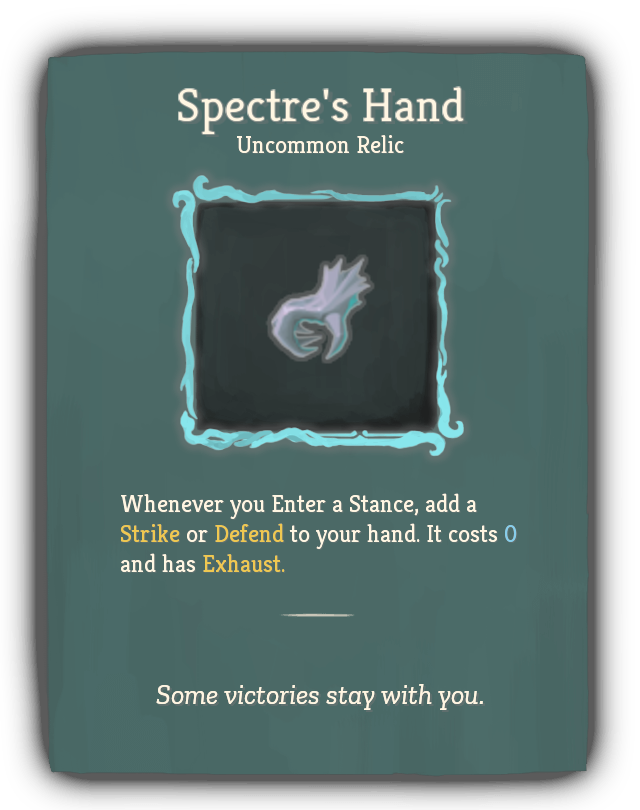 Spectre's Hand
Uncommon Relic
Whenever you Enter a Stance, add a
Strike or Defend to your hand. It costs 0
and has Exhaust.
Some victories stay with you.